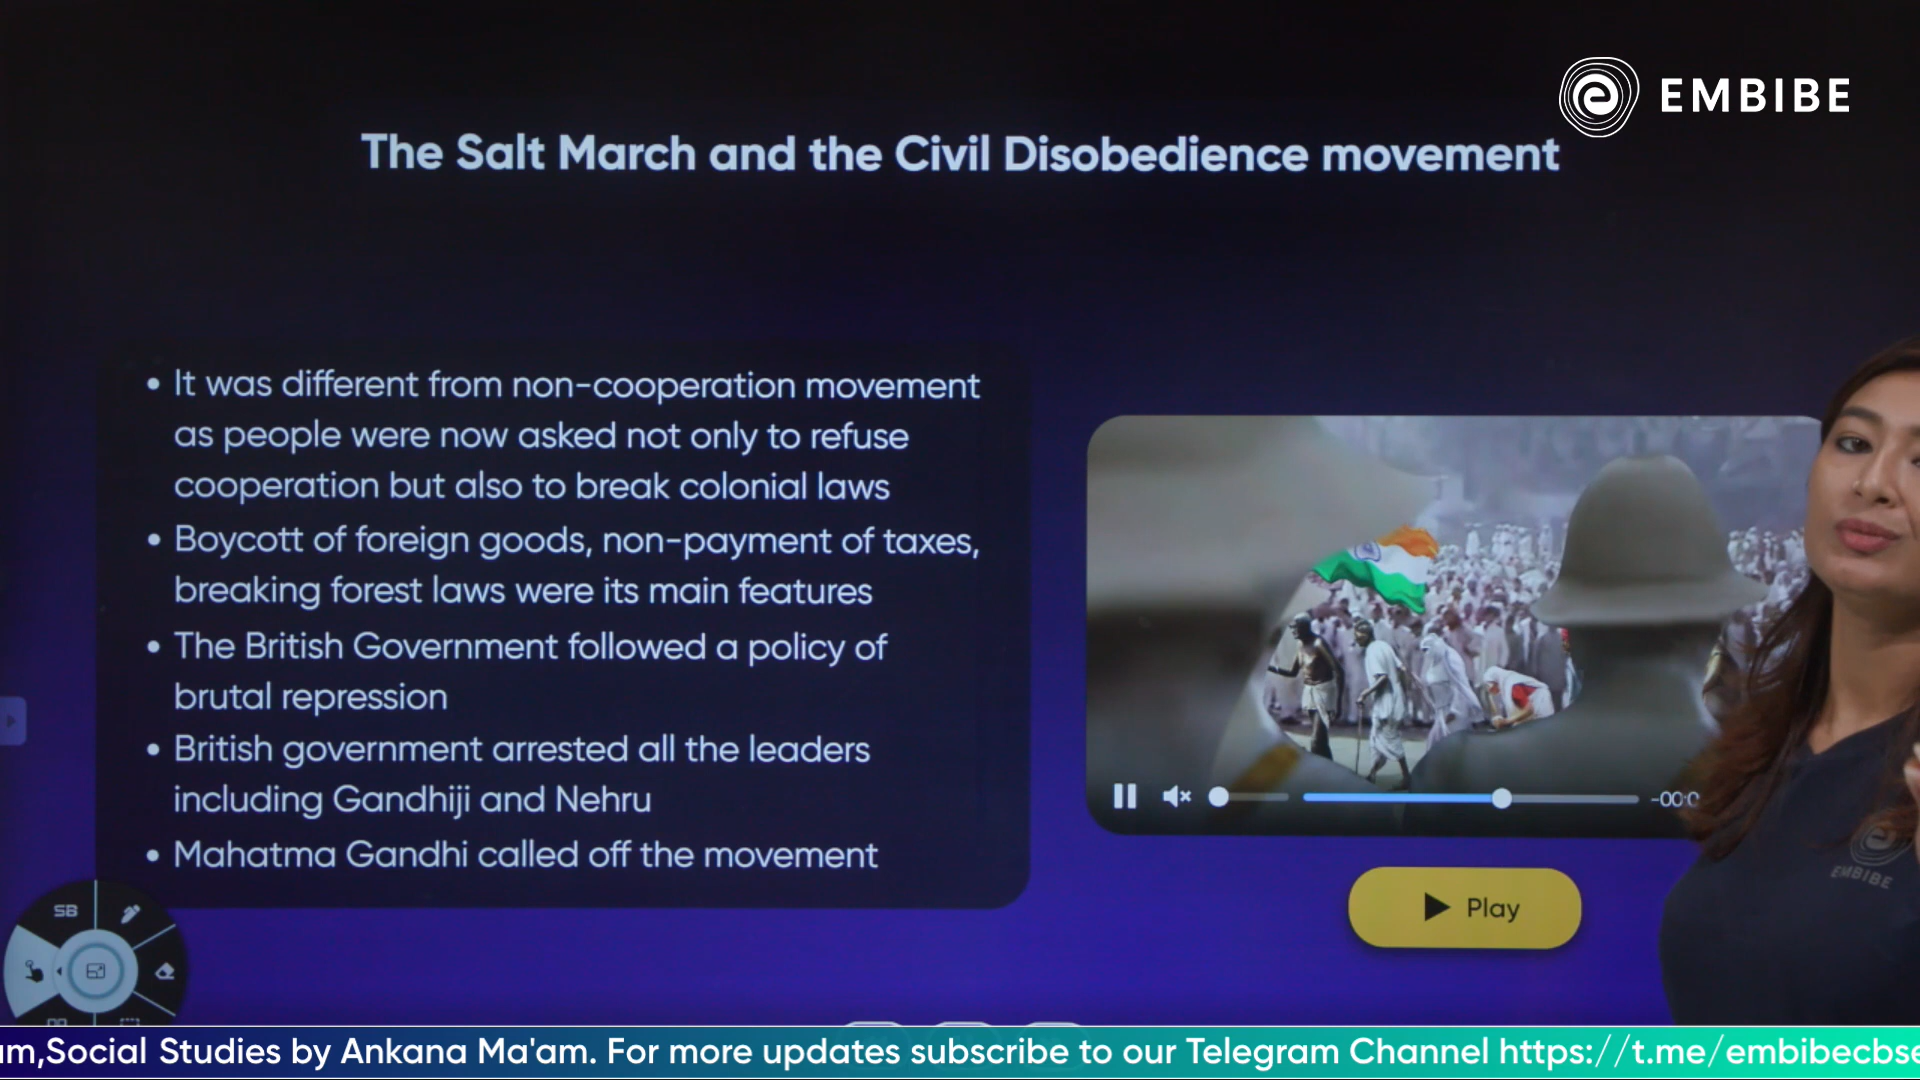 EMBIBE
The Salt March and the Civil Disobedience movement
• It was different from non-cooperation movement
as people were now asked not only to refuse
cooperation but also to break colonial laws
• Boycott of foreign goods, non-payment of taxes,
breaking forest laws were its main features
• The British Government followed a policy of
brutal repression
• British government arrested all the leaders
including Gandhiji and Nehru
• Mahatma Gandhi called off the movement
-00:0
EMBIBE
Play
SB
am,Social Studies by Ankana Ma'am. For more updates subscribe to our Telegram Channel https://t.me/embibecbse